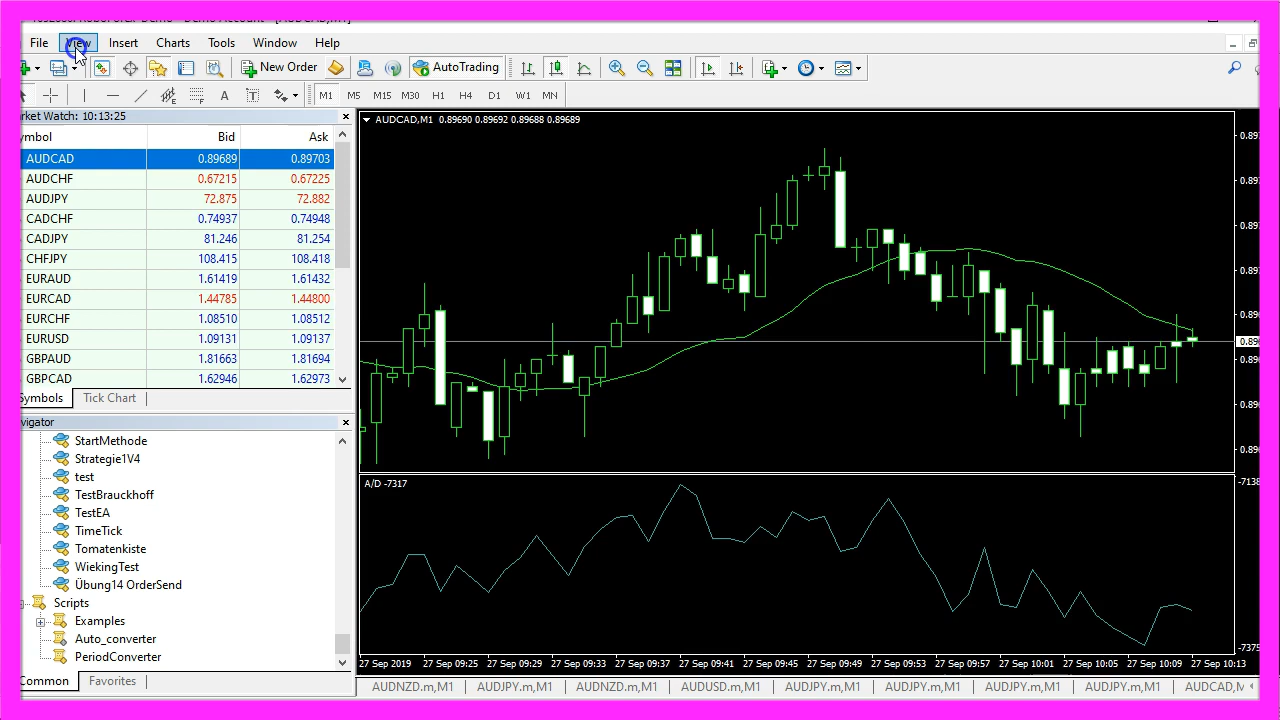 File View Insert Charts Tools Window Help
New Order AutoTrading
A T M1 M5 M15 M30 H1 H4 D1 W1 MN
rket Watch: 10:13:25
ymbol Bid Ask
AUDCAD 0.89689 0.89703
AUDCHF 0.67215 0.67225
AUDJPY 72.875 72.882
CADCHF 0.74937 0.74948
CADJPY 81.246 81.254
CHFJPY 108.415 108.418
EURAUD 1.61419 1.61432
EURCAD 1.44785 1.44800
EURCHF 1.08510 1.08512
EURUSD 1.09131 1.09137
GBPAUD 1.81663 1.81694
GBPCAD 1.62946 1.62973
Symbols Tick Chart
vigator
StartMethode
Strategie1V4
test
TestBrauckhoff
TestEA
TimeTick
Tomatenkiste
WiekingTest
Übung14 OrderSend
Scripts
Examples
Auto_converter
PeriodConverter
Common Favorites
AUDCAD,M1 0.89690 0.89692 0.89688 0.89689
A/D -7317
-7138
-7375
27 Sep 2019 27 Sep 09:25 27 Sep 09:29 27 Sep 09:33 27 Sep 09:37 27 Sep 09:41 27 Sep 09:45 27 Sep 09:49 27 Sep 09:53 27 Sep 09:57 27 Sep 10:01 27 Sep 10:05 27 Sep 10:09 27 Sep 10:13
AUDNZD.m,M1 AUDJPY.m,M1 AUDNZD.m,M1 AUDUSD.m,M1 AUDJPY.m,M1 AUDJPY.m,M1 AUDJPY.m,M1 AUDJPY.m,M1 AUDCAD,M